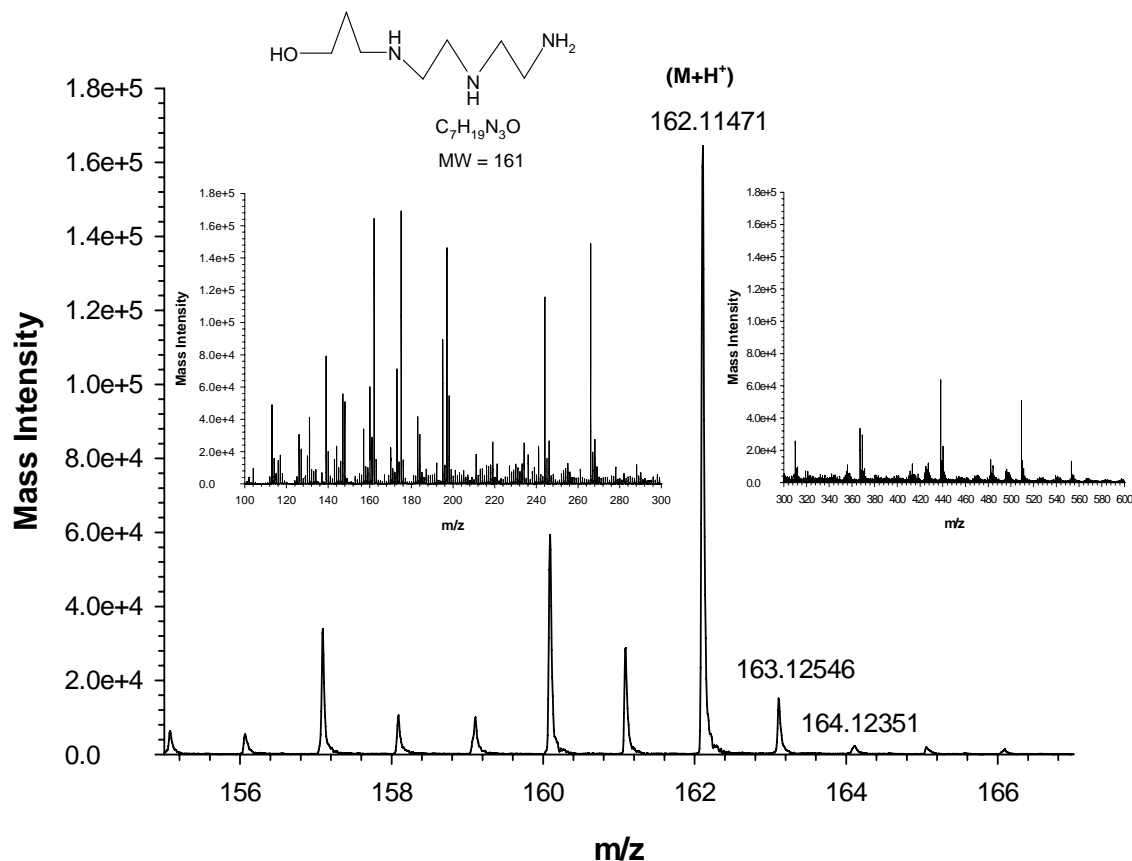 H
N
NH₂
HO
N
H
C₇H₁₉N₃O
MW = 161
(M+H⁺)
162.11471
1.8e+5
1.6e+5
1.4e+5
1.2e+5
1.0e+5
8.0e+4
6.0e+4
4.0e+4
2.0e+4
0.0
Mass Intensity
1.8e+5
1.6e+5
1.4e+5
1.2e+5
1.0e+5
8.0e+4
6.0e+4
4.0e+4
2.0e+4
0.0
Mass Intensity
100 120 140 160 180 200 220 240 260 280 300
m/z
1.8e+5
1.6e+5
1.4e+5
1.2e+5
1.0e+5
8.0e+4
6.0e+4
4.0e+4
2.0e+4
0.0
Mass Intensity
300 320 340 360 380 400 420 440 460 480 500 520 540 560 580 600
m/z
163.12546
164.12351
156 158 160 162 164 166
m/z